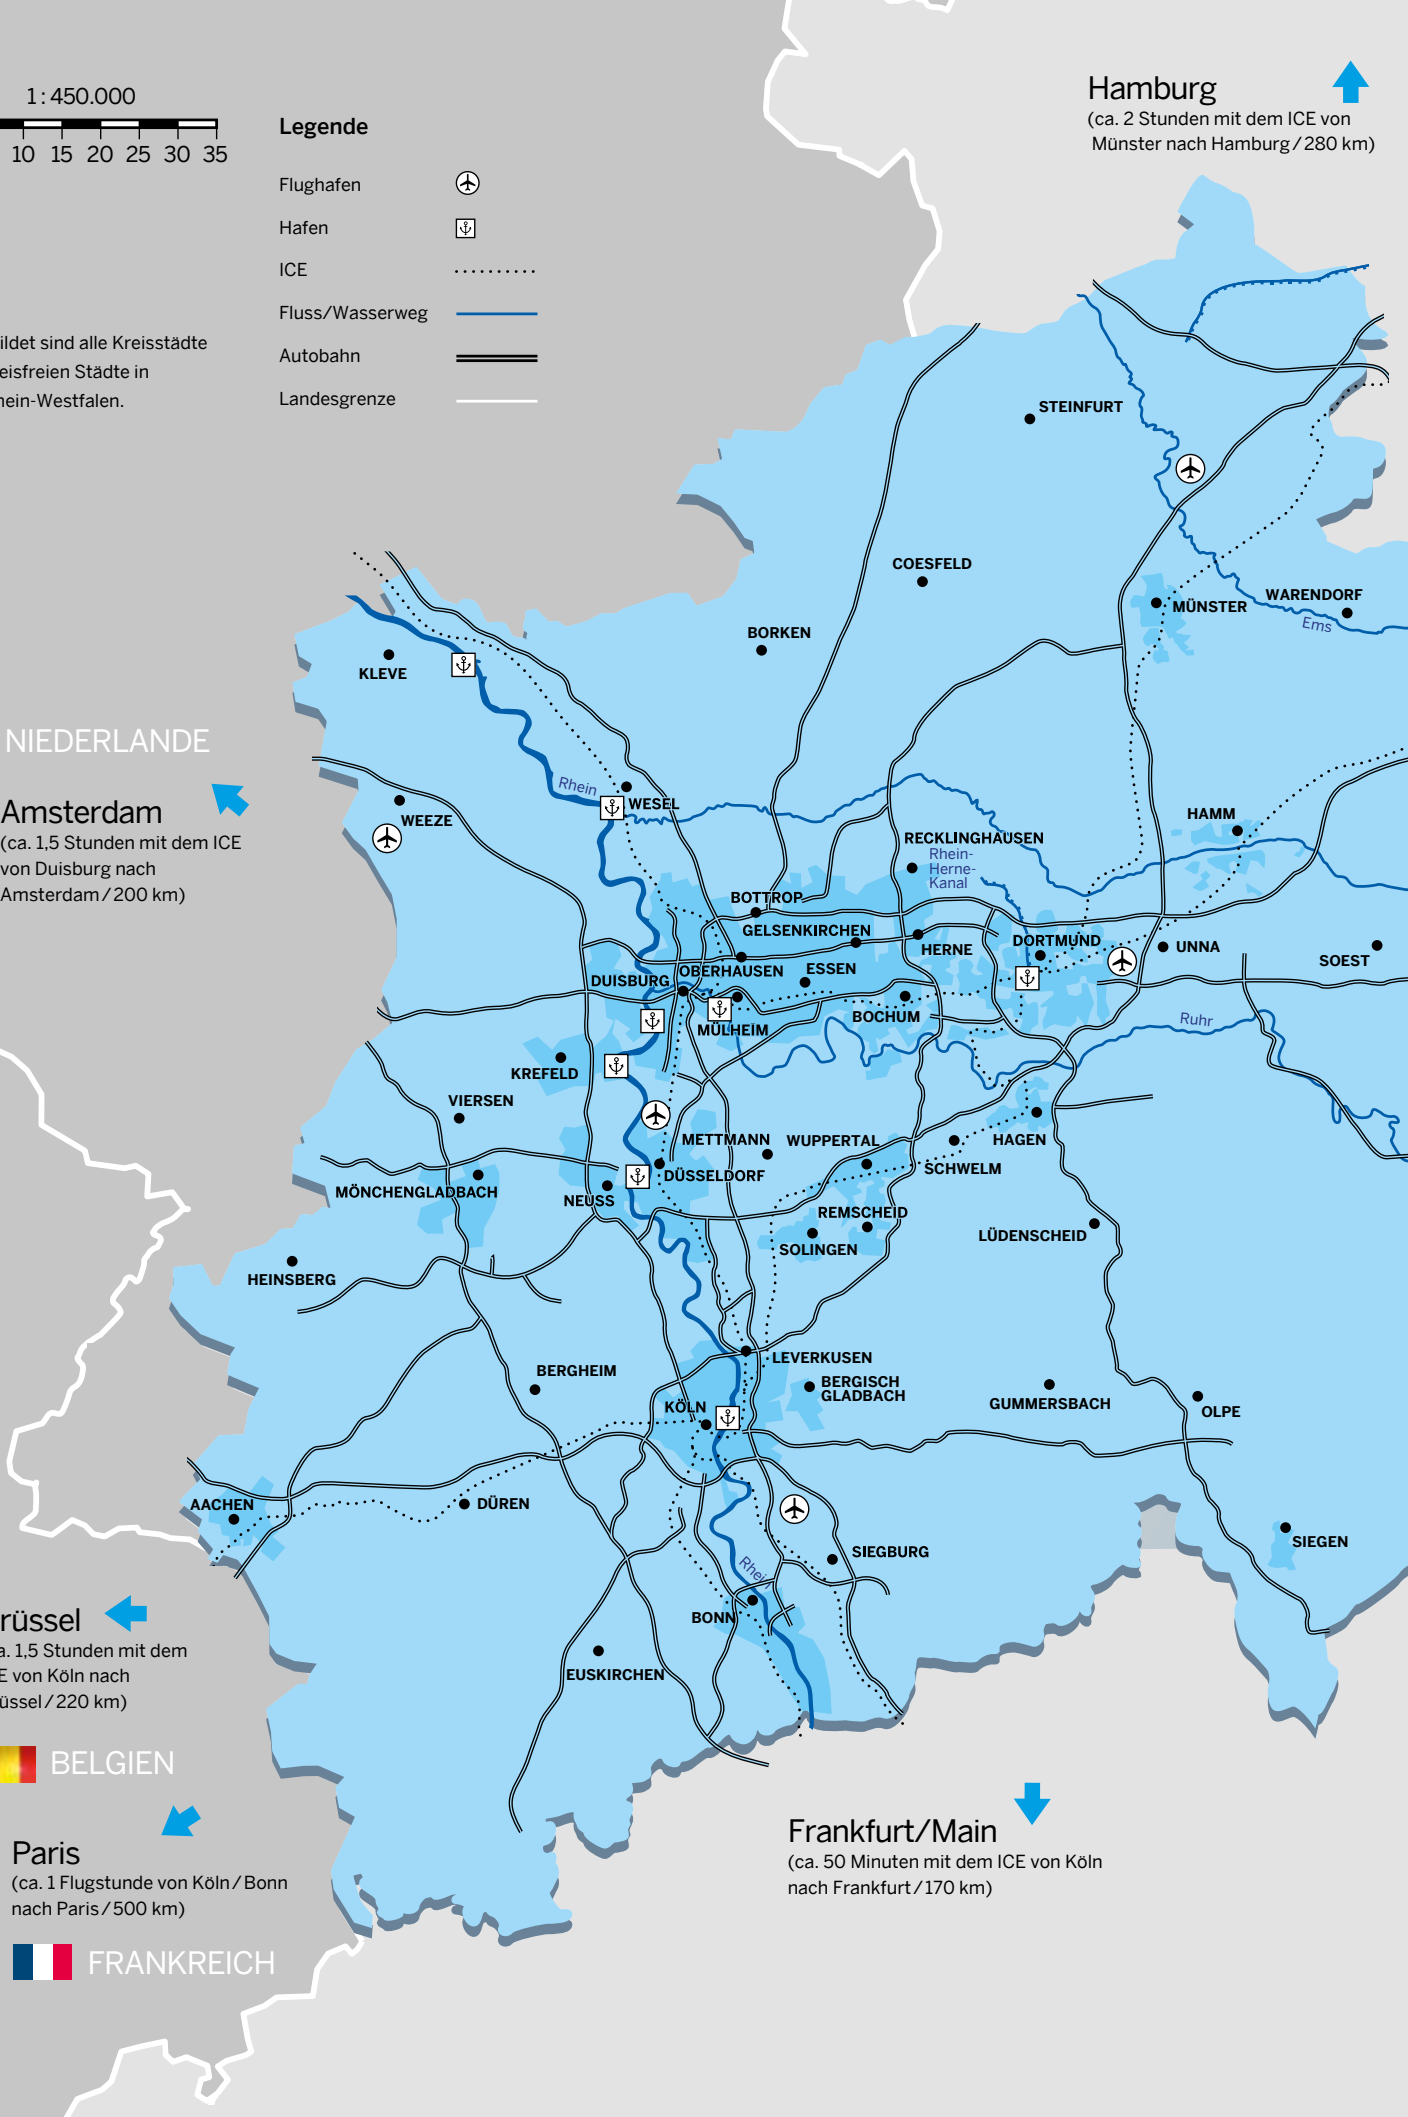 1 : 450.000
10 15 20 25 30 35
Legende
Flughafen
Hafen
ICE
Fluss/Wasserweg
Autobahn
Landesgrenze
ildet sind alle Kreisstädte
eisfreien Städte in
hein-Westfalen.
Hamburg
(ca. 2 Stunden mit dem ICE von
Münster nach Hamburg / 280 km)
STEINFURT
COESFELD
MÜNSTER
WARENDORF
Ems
BORKEN
KLEVE
NIEDERLANDE
Amsterdam
(ca. 1,5 Stunden mit dem ICE
von Duisburg nach
Amsterdam / 200 km)
Rhein
WESEL
WEEZE
HAMM
RECKLINGHAUSEN
Rhein-
Herne-
Kanal
BOTTROP
GELSENKIRCHEN
HERNE
DORTMUND
UNNA
SOEST
OBERHAUSEN
ESSEN
DUISBURG
BOCHUM
MÜLHEIM
Ruhr
KREFELD
VIERSEN
METTMANN
WUPPERTAL
HAGEN
SCHWELM
DÜSSELDORF
MÖNCHENGLADBACH
NEUSS
REMSCHEID
SOLINGEN
LÜDENSCHEID
HEINSBERG
LEVERKUSEN
BERGHEIM
BERGISCH
GLADBACH
KÖLN
GUMMERSBACH
OLPE
AACHEN
DÜREN
SIEGEN
SIEGBURG
Rhein
BONN
EUSKIRCHEN
rüssel
a. 1,5 Stunden mit dem
E von Köln nach
üssel / 220 km)
BELGIEN
Paris
(ca. 1 Flugstunde von Köln / Bonn
nach Paris / 500 km)
FRANKREICH
Frankfurt/Main
(ca. 50 Minuten mit dem ICE von Köln
nach Frankfurt / 170 km)